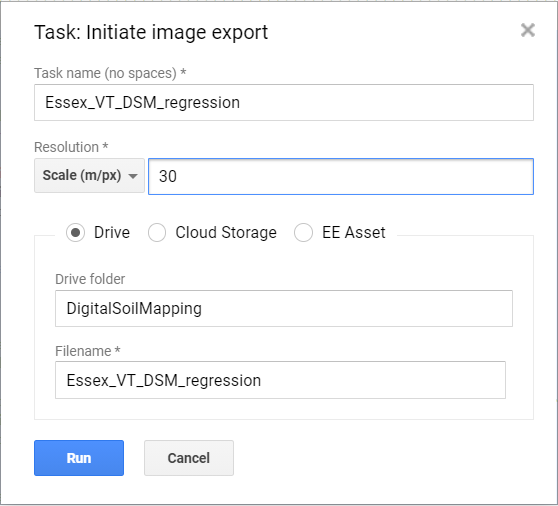 Task: Initiate image export
Task name (no spaces) *
Essex_VT_DSM_regression
Resolution *
Scale (m/px) 30
Drive Cloud Storage EE Asset
Drive folder
DigitalSoilMapping
Filename *
Essex_VT_DSM_regression
Run Cancel